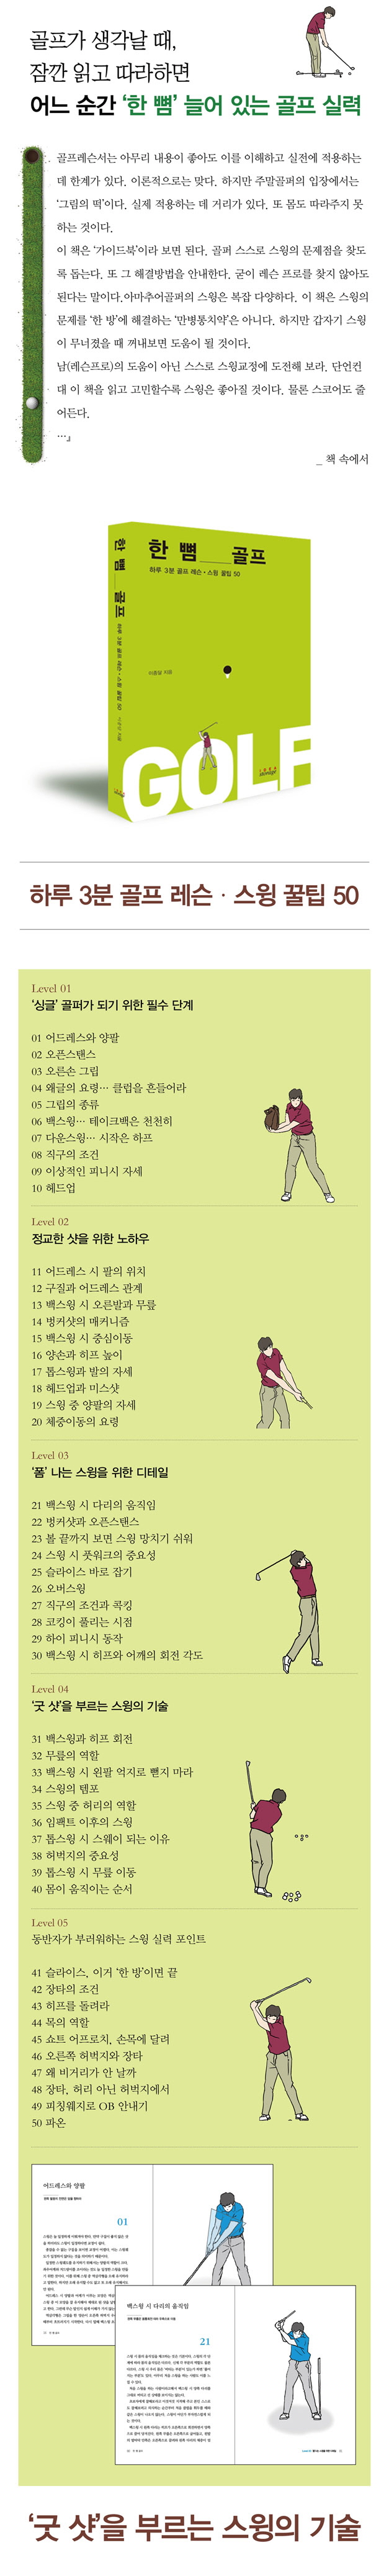 골프가 생각날 때,
잠깐 읽고 따라하면
어느 순간 '한 뼘' 늘어 있는 골프 실력
골프레슨서는 아무리 내용이 좋아도 이를 이해하고 실전에 적용하는
데 한계가 있다. 이론적으로는 맞다. 하지만 주말골퍼의 입장에서는
'그림의 떡'이다. 실제 적용하는 데 거리가 있다. 또 몸도 따라주지 못
하는 것이다.
이 책은 '가이드북'이라 보면 된다. 골퍼 스스로 스윙의 문제점을 찾도
록 돕는다. 또 그 해결방법을 안내한다. 굳이 레슨 프로를 찾지 않아도
된다는 말이다.아마추어골퍼의 스윙은 복잡 다양하다. 이 책은 스윙의
문제를 '한 방'에 해결하는 '만병통치약'은 아니다. 하지만 갑자기 스윙
이 무너졌을 때 꺼내보면 도움이 될 것이다.
남(레슨프로)의 도움이 아닌 스스로 스윙교정에 도전해 보라. 단언컨
대 이 책을 읽고 고민할수록 스윙은 좋아질 것이다. 물론 스코어도 줄
어든다.
…』
_ 책 속에서
한 뼘 골프
하루 3분 골프 레슨·스윙 꿀팁 50
한 뼘 골프
하루 3분 골프 레슨·스윙 꿀팁 50
GOLF
하루 3분 골프 레슨 · 스윙 꿀팁 50
Level 01
'싱글' 골퍼가 되기 위한 필수 단계
01 어드레스와 양팔
02 오픈스탠스
03 오른손 그립
04 왜글의 요령… 클럽을 흔들어라
05 그립의 종류
06 백스윙… 테이크백은 천천히
07 다운스윙… 시작은 하프
08 직구의 조건
09 이상적인 피니시 자세
10 헤드업
Level 02
정교한 샷을 위한 노하우
11 어드레스 시 팔의 위치
12 구질과 어드레스 관계
13 백스윙 시 오른발과 무릎
14 벙커샷의 매커니즘
15 백스윙 시 중심이동
16 양손과 히프 높이
17 톱스윙과 발의 자세
18 헤드업과 미스샷
19 스윙 중 양팔의 자세
20 체중이동의 요령
Level 03
'폼' 나는 스윙을 위한 디테일
21 백스윙 시 다리의 움직임
22 벙커샷과 오픈스탠스
23 볼 끝까지 보면 스윙 망치기 쉬워
24 스윙 시 풋워크의 중요성
25 슬라이스 바로 잡기
26 오버스윙
27 직구의 조건과 콕킹
28 코킹이 풀리는 시점
29 하이 피니시 동작
30 백스윙 시 히프와 어깨의 회전 각도
Level 04
'굿 샷'을 부르는 스윙의 기술
31 백스윙과 히프 회전
32 무릎의 역할
33 백스윙 시 왼팔 억지로 뻗지 마라
34 스윙의 템포
35 스윙 중 허리의 역할
36 임팩트 이후의 스윙
37 톱스윙 시 스웨이 되는 이유
38 허벅지의 중요성
39 톱스윙 시 무릎 이동
40 몸이 움직이는 순서
Level 05
동반자가 부러워하는 스윙 실력 포인트
41 슬라이스, 이거 '한 방'이면 끝
42 장타의 조건
43 히프를 돌려라
44 목의 역할
45 쇼트 어프로치, 손목에 달려
46 오른쪽 허벅지와 장타
47 왜 비거리가 안 날까
48 장타, 허리 아닌 허벅지에서
49 피칭웨지로 OB 안내기
50 파온
어드레스와 양팔
01
백스윙 시 다리의 움직임
21
'굿 샷'을 부르는 스윙의 기술